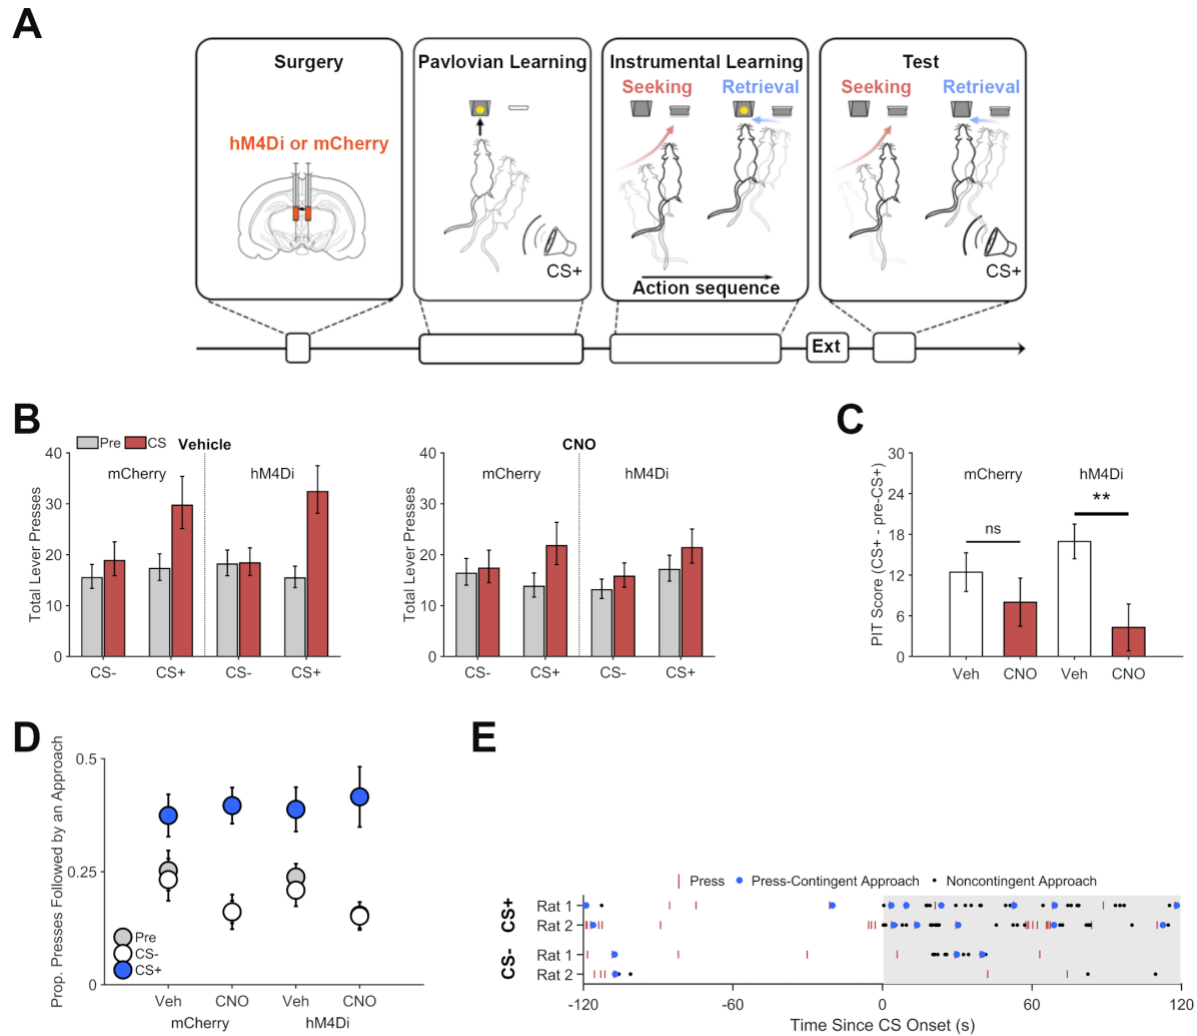 A
Surgery
hM4Di or mCherry
Pavlovian Learning
CS+
Instrumental Learning
Seeking Retrieval
Action sequence
Test
Seeking Retrieval
CS+
Ext
B
Pre CS
Vehicle
mCherry hM4Di
Total Lever Presses
40
30
20
10
0
CS- CS+ CS- CS+
CNO
mCherry hM4Di
Total Lever Presses
40
30
20
10
0
CS- CS+ CS- CS+
C
PIT Score (CS+ - pre-CS+)
30
24
18
12
6
0
mCherry hM4Di
ns **
Veh CNO Veh CNO
D
Prop. Presses Followed by an Approach
0.5
0.25
0
Pre
CS-
CS+
Veh CNO Veh CNO
mCherry hM4Di
E
Press Press-Contingent Approach Noncontingent Approach
CS+
Rat 1
Rat 2
CS-
Rat 1
Rat 2
-120 -60 0 60 120
Time Since CS Onset (s)